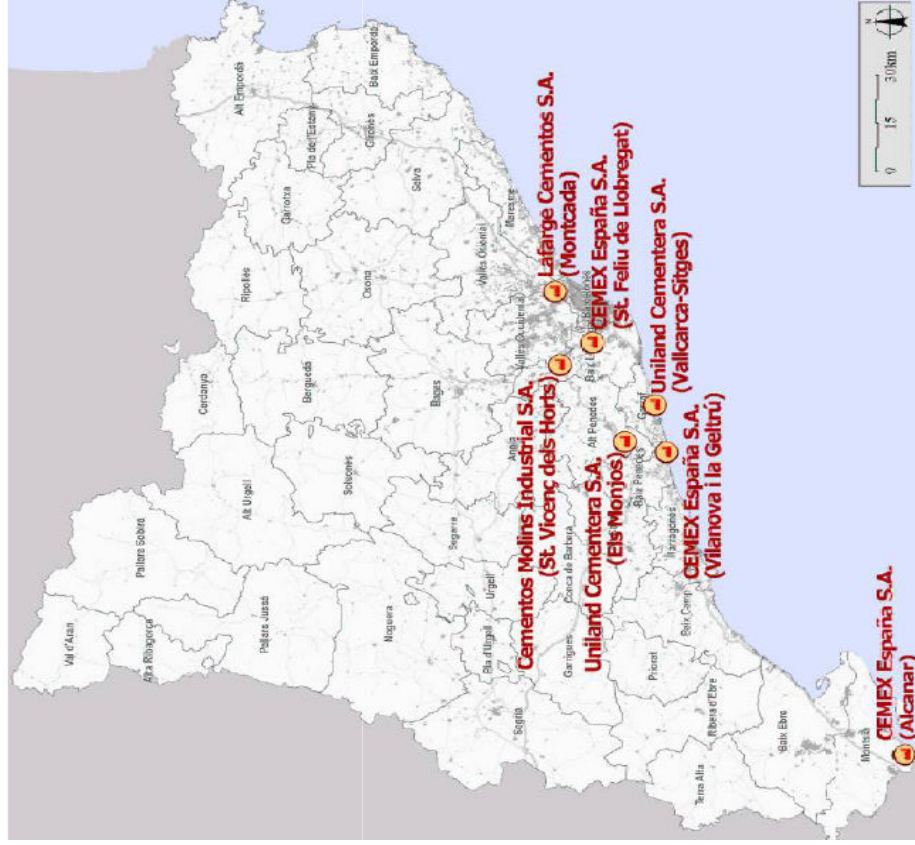 Val d'Aran
Pallars Sobirà
Alta Ribagorça
Cerdanya
Alt Empordà
Alt Urgell
Ripollès
Pallars Jussà
Garrotxa
Berguedà
Pla de l'Estany
Solsonès
Baix Empordà
Osona
Gironès
Noguera
Selva
Bages
Segarra
Vallès Oriental
Pla d'Urgell
Urgell
Maresme
Segrià
Anoia
Vallès Occidental
Cementos Molins Industrial S.A.
(St. Vicenç dels Horts)
Lafarge Cementos S.A.
(Montcada)
Garrigues
Conca de Barberà
Alt Penedès
Uniland Cementera S.A.
(Els Monjos)
CEMEX España S.A.
(St. Feliu de Llobregat)
Baix Penedès
Garraf
Priorat
Uniland Cementera S.A.
(Vallcarca-Sitges)
Tarragonès
Baix Camp
CEMEX España S.A.
(Vilanova i la Geltrú)
Terra Alta
Ribera d'Ebre
Baix Ebre
Montsià
CEMEX España S.A.
(Alcanar)
N
0 15 30km